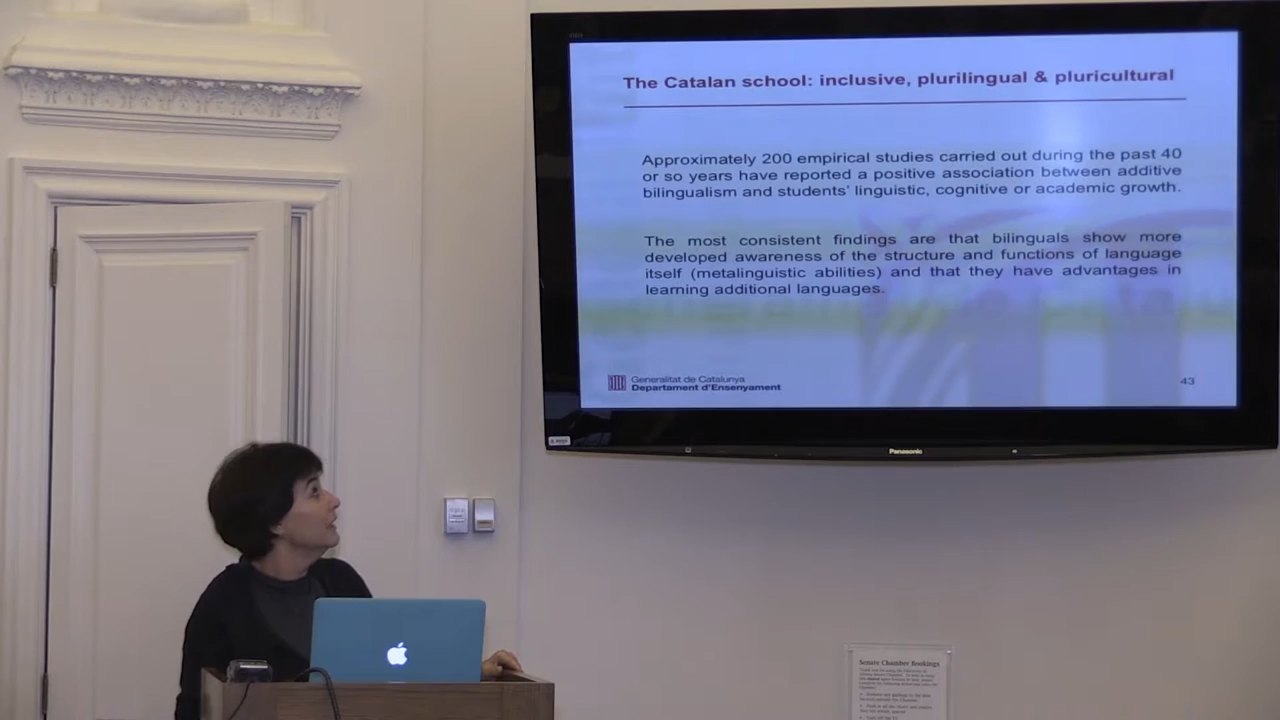 The Catalan school: inclusive, plurilingual & pluricultural
Approximately 200 empirical studies carried out during the past 40
or so years have reported a positive association between additive
bilingualism and students' linguistic, cognitive or academic growth.
The most consistent findings are that bilinguals show more
developed awareness of the structure and functions of language
itself (metalinguistic abilities) and that they have advantages in
learning additional languages.
Generalitat de Catalunya
Departament d'Ensenyament
43
Panasonic
Senate Chamber Bookings